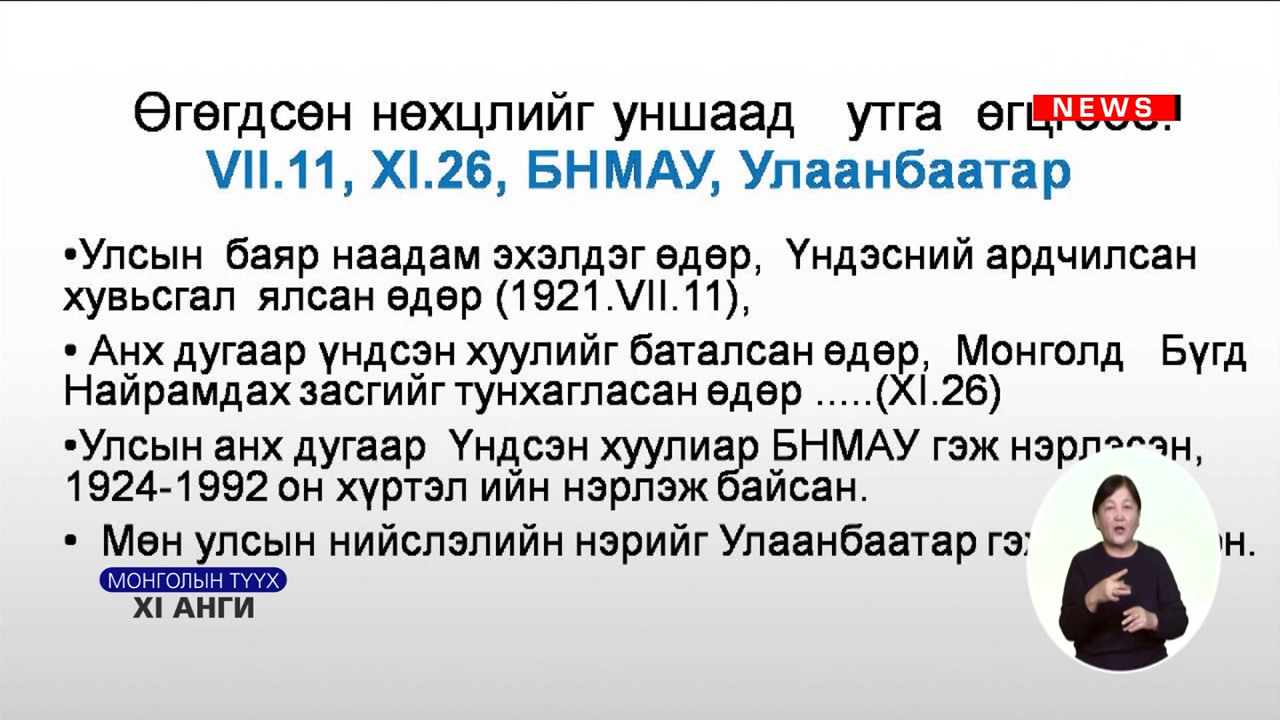 Өгөгдсөн нөхцлийг уншаад утга
NEWS
VII.11, XI.26, БНМАУ, Улаанбаатар
•Улсын баяр наадам эхэлдэг өдөр, Үндэсний ардчилсан
хувьсгал ялсан өдөр (1921.VII.11),
• Анх дугаар үндсэн хуулийг баталсан өдөр, Монголд Бүгд
Найрамдах засгийг тунхагласан өдөр .....(XI.26)
•Улсын анх дугаар Үндсэн хуулиар БНМАУ гэж нэрлэсэн,
1924-1992 он хүртэл ийн нэрлэж байсан.
• Мөн улсын нийслэлийн нэрийг Улаанбаатар
МОНГОЛЫН ТҮҮХ
XI АНГИ